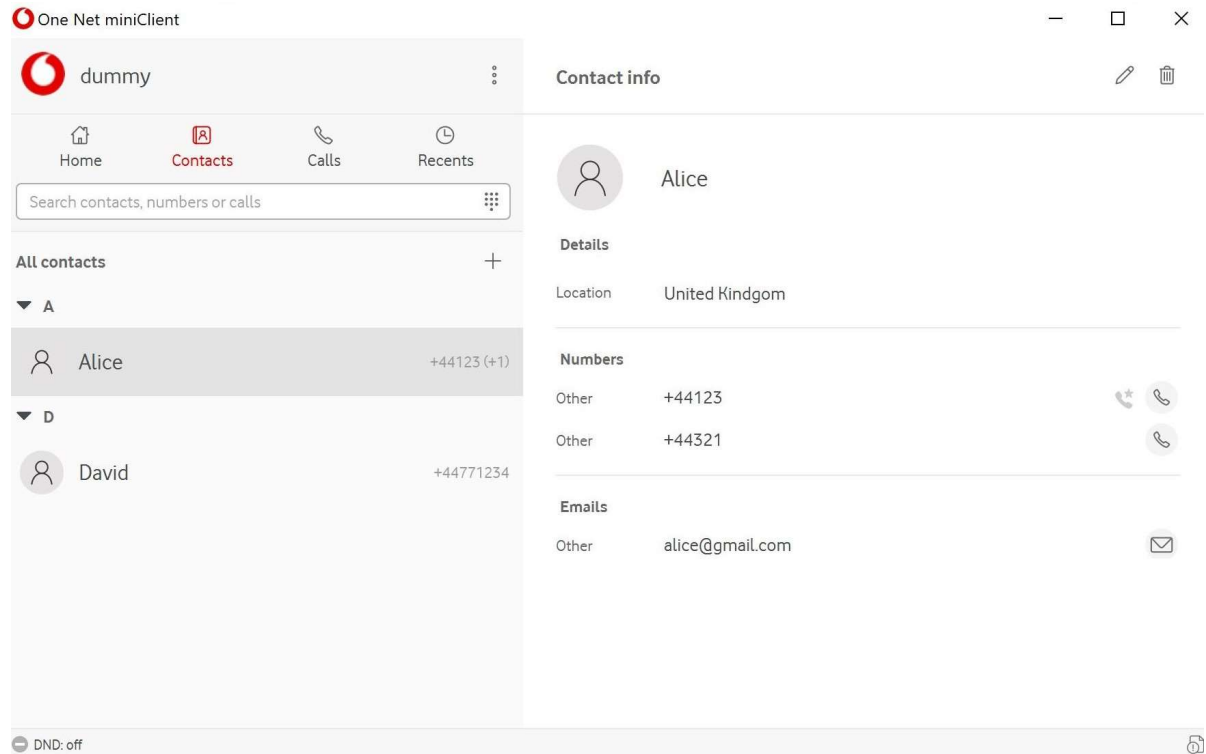 One Net miniClient
dummy
Home Contacts Calls Recents
Search contacts, numbers or calls
All contacts
A
Alice +44123 (+1)
D
David +44771234
DND: off
Contact info
Alice
Details
Location United Kindgom
Numbers
Other +44123
Other +44321
Emails
Other alice@gmail.com